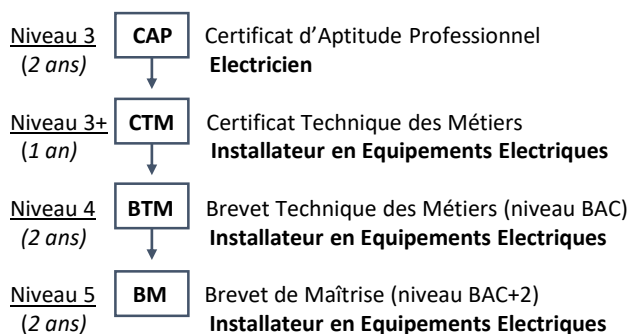 Niveau 3 CAP Certificat d’Aptitude Professionnel
(2 ans) Electricien
Niveau 3+ CTM Certificat Technique des Métiers
(1 an) Installateur en Equipements Electriques
Niveau 4 BTM Brevet Technique des Métiers (niveau BAC)
(2 ans) Installateur en Equipements Electriques
Niveau 5 BM Brevet de Maîtrise (niveau BAC+2)
(2 ans) Installateur en Equipements Electriques